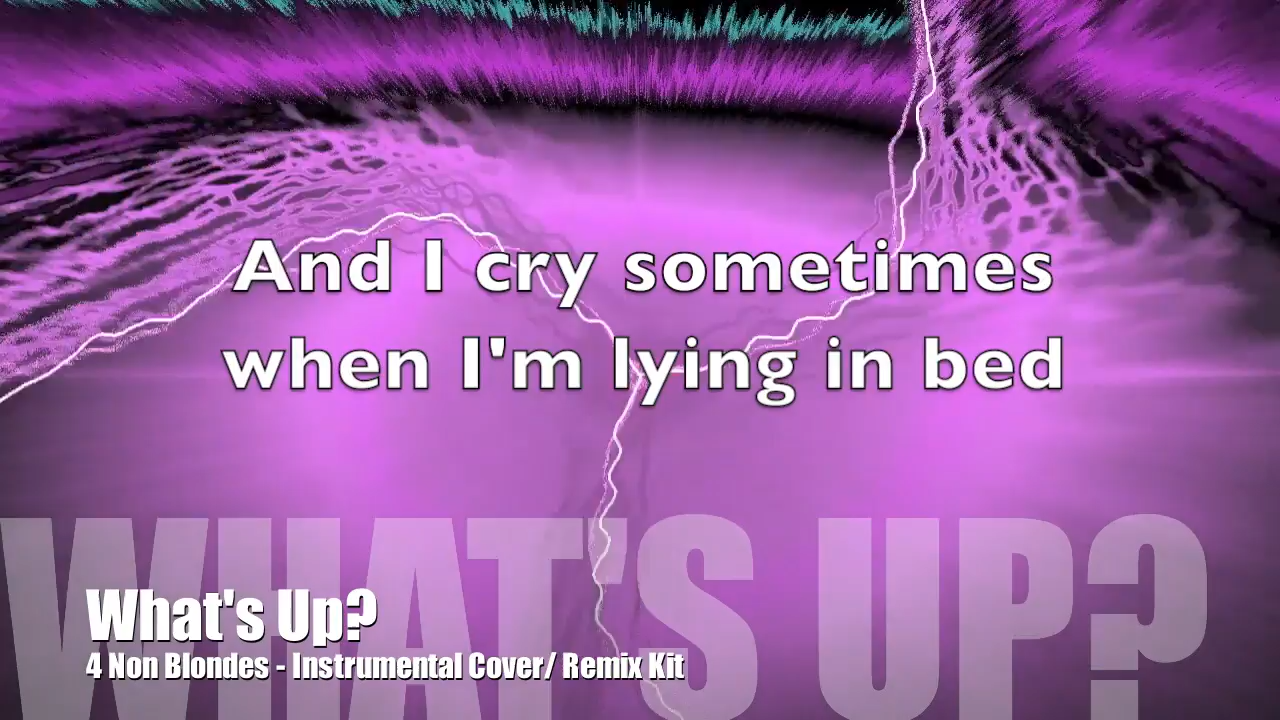 And I cry sometimes
when I'm lying in bed
WHAT'S UP?
What's Up?
4 Non Blondes - Instrumental Cover/ Remix Kit